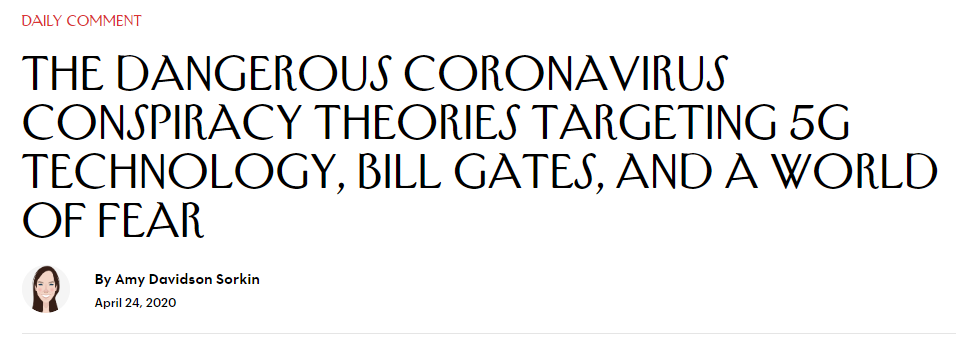 DAILY COMMENT
THE DANGEROUS CORONAVIRUS
CONSPIRACY THEORIES TARGETING 5G
TECHNOLOGY, BILL GATES, AND A WORLD
OF FEAR
By Amy Davidson Sorkin
April 24, 2020